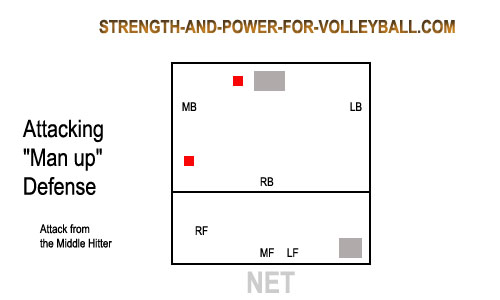 STRENGTH-AND-POWER-FOR-VOLLEYBALL.COM
Attacking
"Man up"
Defense
Attack from
the Middle Hitter
MB LB
RB
RF
MF LF
NET